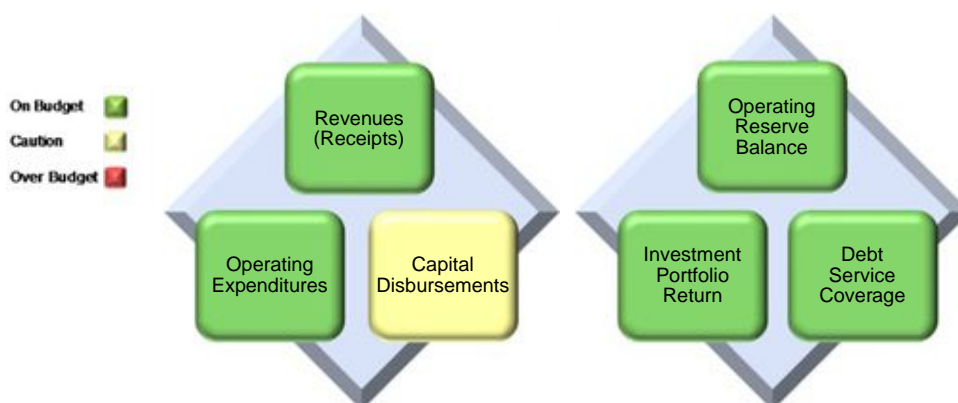 On Budget
Caution
Over Budget
Revenues
(Receipts)
Operating
Expenditures
Capital
Disbursements
Operating
Reserve
Balance
Investment
Portfolio
Return
Debt
Service
Coverage